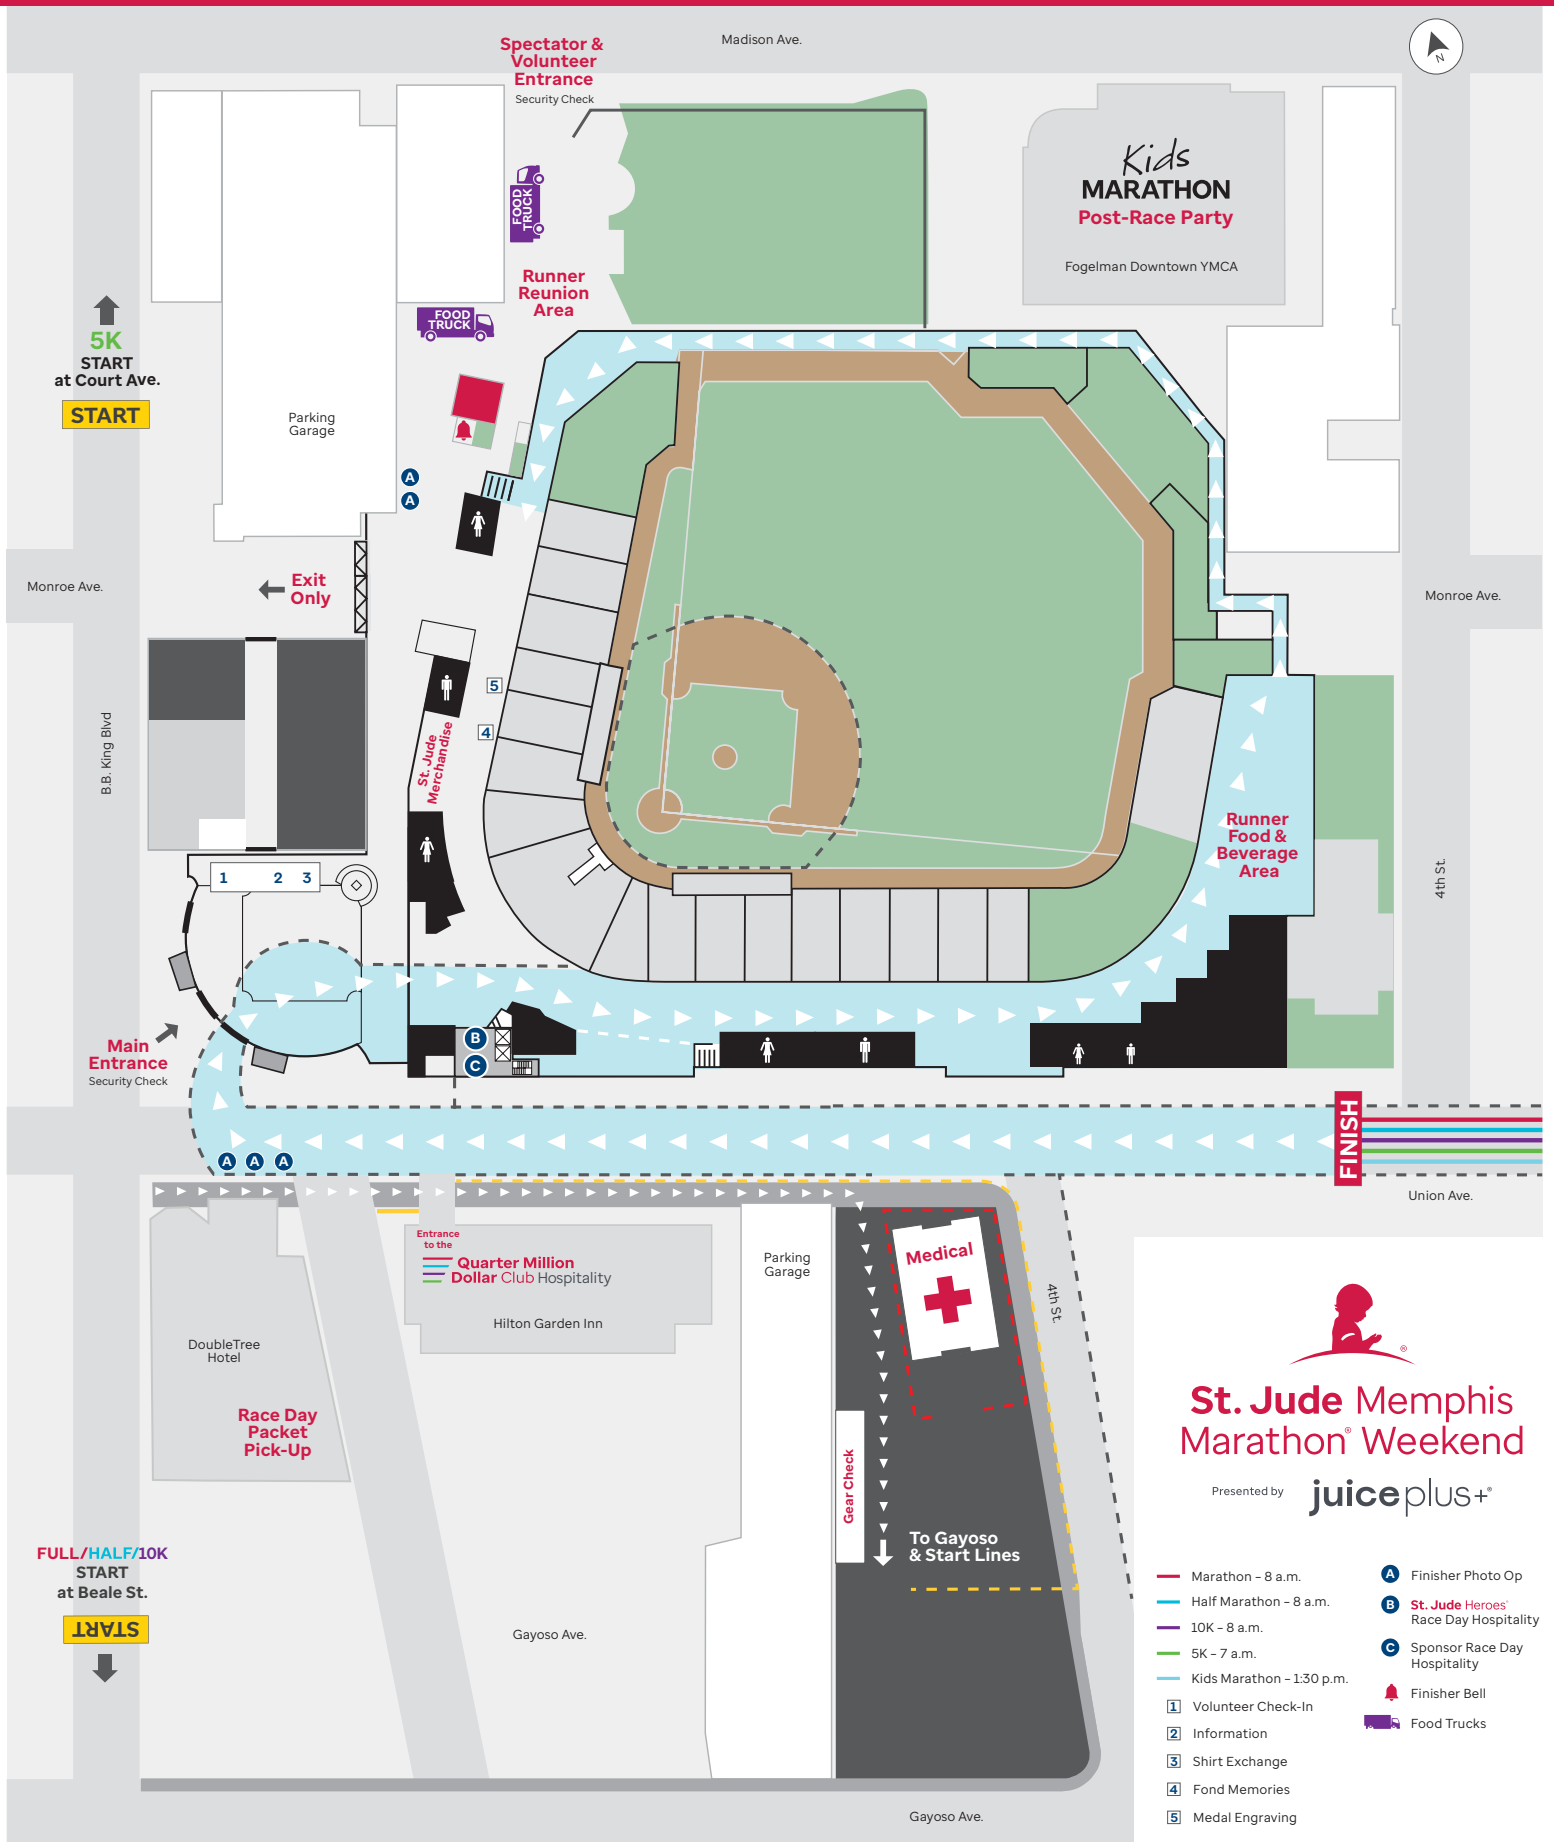 Madison Ave.
Spectator &
Volunteer
Entrance
Security Check
N
Kids
MARATHON
Post-Race Party
Fogelman Downtown YMCA
FOOD
TRUCK
Runner
Reunion
Area
FOOD
TRUCK
5K
START
at Court Ave.
START
Parking
Garage
A
A
Monroe Ave.
Exit
Only
Monroe Ave.
5
4
St. Jude
Merchandise
B.B. King Blvd
Runner
Food &
Beverage
Area
4th St.
1 2 3
Main
Entrance
Security Check
B
C
FINISH
A A A
Union Ave.
Entrance
to the
Quarter Million
Dollar Club Hospitality
Hilton Garden Inn
Parking
Garage
Medical
4th St.
DoubleTree
Hotel
Race Day
Packet
Pick-Up
Gear Check
To Gayoso
& Start Lines
FULL/HALF/10K
START
at Beale St.
START
Gayoso Ave.
Gayoso Ave.
®
St. Jude Memphis
Marathon® Weekend
Presented by juiceplus+®
Marathon – 8 a.m.
Half Marathon – 8 a.m.
10K – 8 a.m.
5K – 7 a.m.
Kids Marathon – 1:30 p.m.
1 Volunteer Check-In
2 Information
3 Shirt Exchange
4 Fond Memories
5 Medal Engraving
A Finisher Photo Op
B St. Jude Heroes®
Race Day Hospitality
C Sponsor Race Day
Hospitality
Finisher Bell
Food Trucks